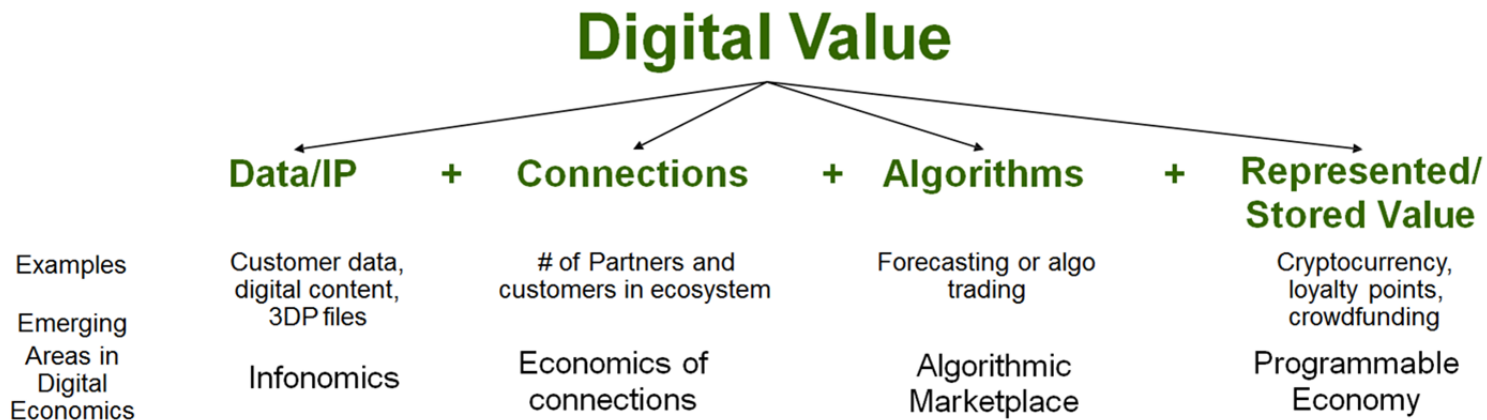 Digital Value
Data/IP + Connections + Algorithms + Represented/
Stored Value
Examples
Customer data,
digital content,
3DP files
# of Partners and
customers in ecosystem
Forecasting or algo
trading
Cryptocurrency,
loyalty points,
crowdfunding
Emerging
Areas in
Digital
Economics
Infonomics
Economics of
connections
Algorithmic
Marketplace
Programmable
Economy